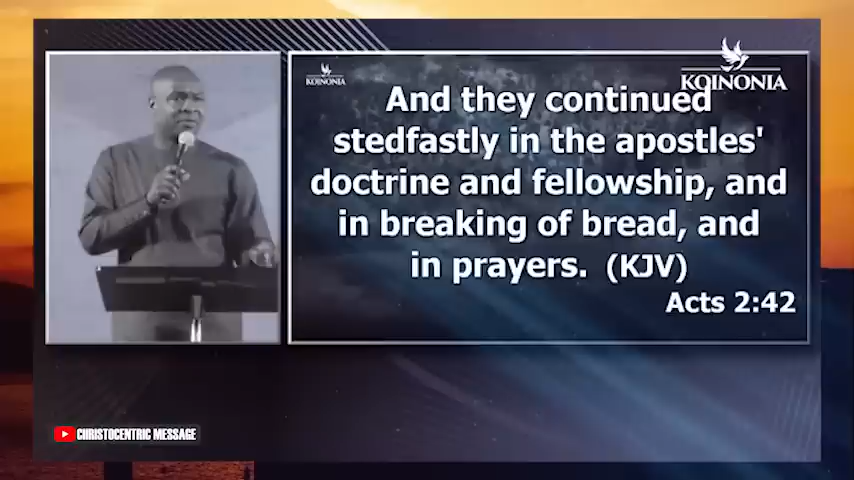 KOINONIA
KOINONIA
And they continued
stedfastly in the apostles'
doctrine and fellowship, and
in breaking of bread, and
in prayers. (KJV)
Acts 2:42
CHRISTOCENTRIC MESSAGE